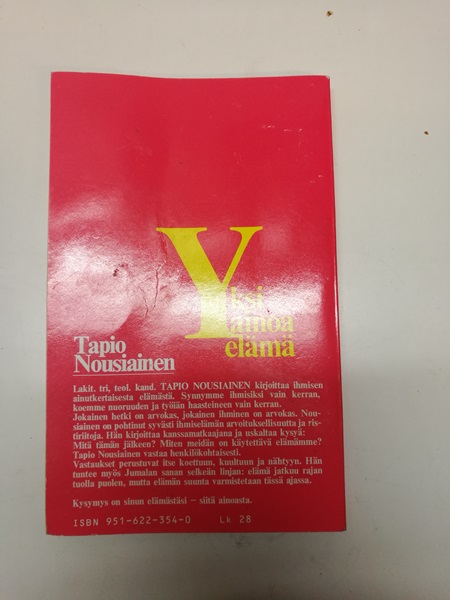 Yksi
ainoa
elämä
Tapio
Nousiainen
Lakit. tri, teol. kand. TAPIO NOUSIAINEN kirjoittaa ihmisen
ainutkertaisesta elämästä. Synnymme ihmisiksi vain kerran,
koemme nuoruuden ja työiän haasteineen vain kerran.
Jokainen hetki on arvokas, jokainen ihminen on arvokas. Nou-
siainen on pohtinut syvästi ihmiselämän arvoituksellisuutta ja ris-
tiriitoja. Hän kirjoittaa kanssamatkaajana ja uskaltaa kysyä:
Mitä tämän jälkeen? Miten meidän on käytettävä elämämme?
Tapio Nousiainen vastaa henkilökohtaisesti.
Vastaukset perustuvat itse koettuun, kuultuun ja nähtyyn. Hän
tuntee myös Jumalan sanan selkeän linjan: elämä jatkuu rajan
tuolla puolen, mutta elämän suunta varmistetaan tässä ajassa.
Kysymys on sinun elämästäsi – siitä ainoasta.
ISBN 951-622-354-0 Lk 28